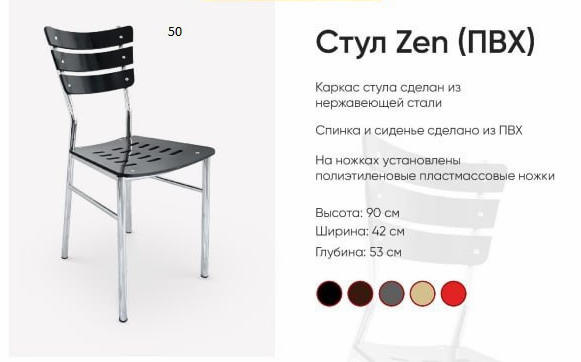 50
Стул Zen (ПВХ)
Каркас стула сделан из
нержавеющей стали
Спинка и сиденье сделано из ПВХ
На ножках установлены
полиэтиленовые пластмассовые ножки
Высота: 90 см
Ширина: 42 см
Глубина: 53 см